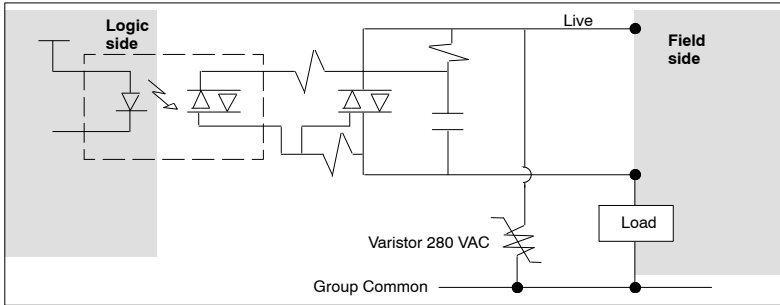 Logic
side
Live
Field
side
Load
Varistor 280 VAC
Group Common